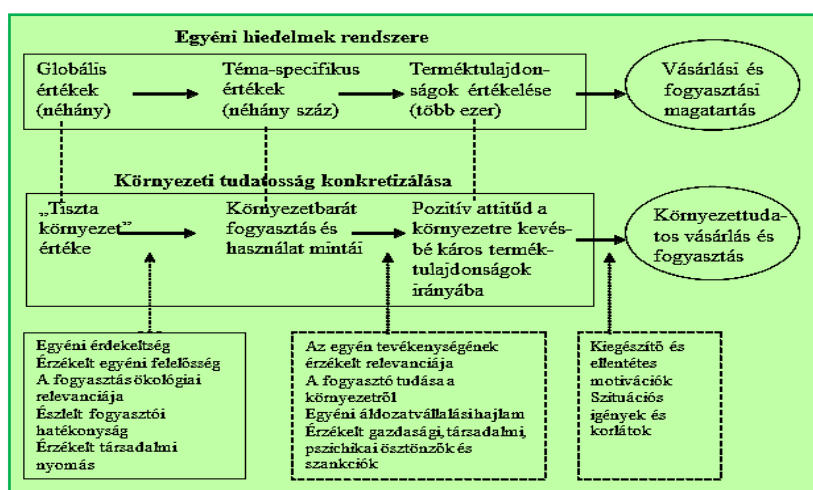 Egyéni hiedelmek rendszere
Globális
értékek
(néhány)
Téma-specifikus
értékek
(néhány száz)
Terméktulajdon-
ságok értékelése
(több ezer)
Vásárlási és
fogyasztási
magatartás
Környezeti tudatosság konkretizálása
„Tiszta
környezet”
értéke
Környezetbarát
fogyasztás és
használat mintái
Pozitív attitűd a
környezetre kevés-
bé káros termék-
tulajdonságok
irányába
Környezettuda-
tos vásárlás és
fogyasztás
Egyéni érdekeltség
Érzékelt egyéni felelősség
A fogyasztás ökológiai
relevanciája
Észlelt fogyasztói
hatékonyság
Érzékelt társadalmi
nyomás
Az egyén tevékenységének
érzékelt relevanciája
A fogyasztó tudása a
környezetről
Egyéni áldozatvállalási hajlam
Érzékelt gazdasági, társadalmi,
pszichikai ösztönzők és
szankciók
Kiegészítő és
ellentétes
motivációk
Szituációs
igények és
korlátok